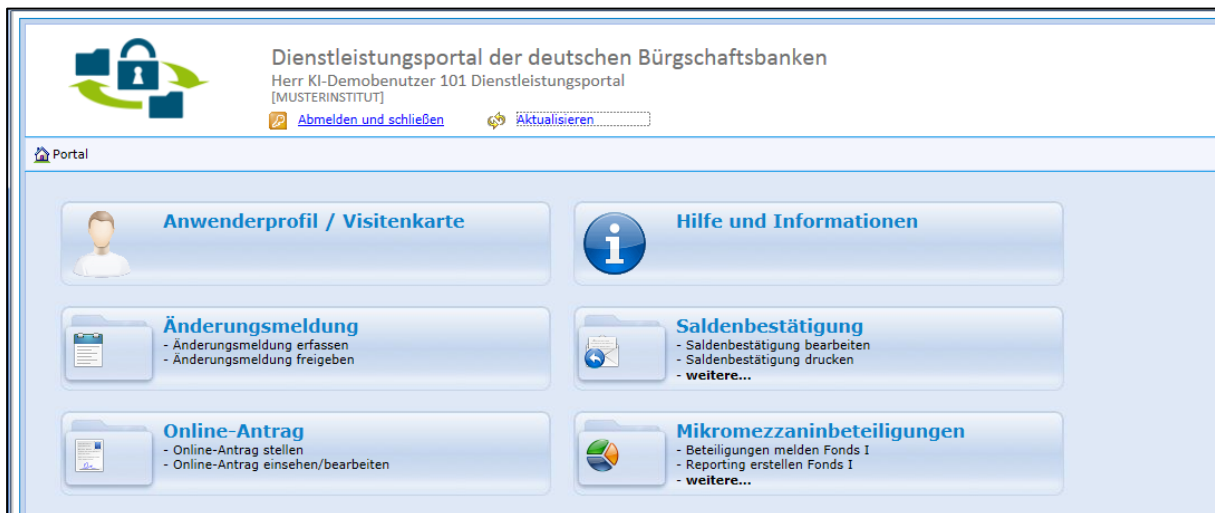 Dienstleistungsportal der deutschen Bürgschaftsbanken
Herr KI-Demobenutzer 101 Dienstleistungsportal
[MUSTERINSTITUT]
Abmelden und schließen Aktualisieren
Portal
Anwenderprofil / Visitenkarte
Hilfe und Informationen
Änderungsmeldung
- Änderungsmeldung erfassen
- Änderungsmeldung freigeben
Saldenbestätigung
- Saldenbestätigung bearbeiten
- Saldenbestätigung drucken
- weitere...
Online-Antrag
- Online-Antrag stellen
- Online-Antrag einsehen/bearbeiten
Mikromezzaninbeteiligungen
- Beteiligungen melden Fonds I
- Reporting erstellen Fonds I
- weitere...